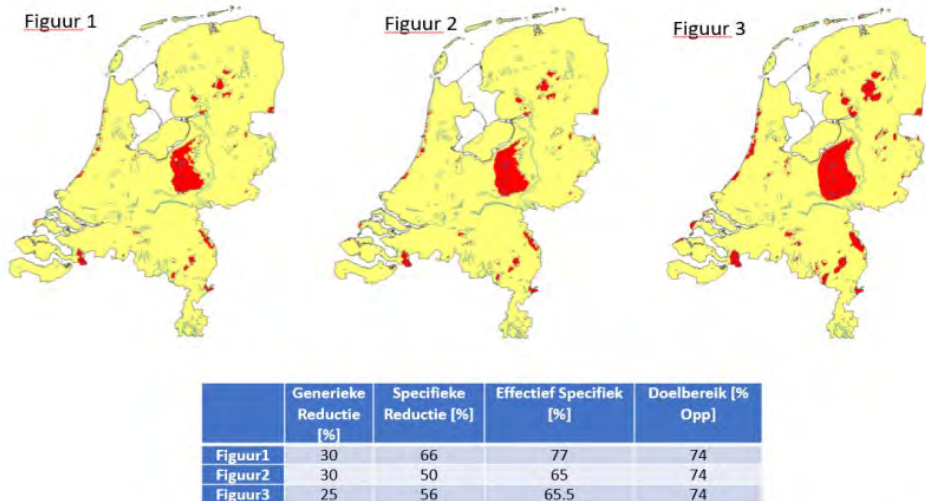 Figuur 1
Figuur 2
Figuur 3
Generieke Reductie [%] Specifieke Reductie [%] Effectief Specifiek [%] Doelbereik [% Opp]
Figuur1 30 66 77 74
Figuur2 30 50 65 74
Figuur3 25 56 65.5 74